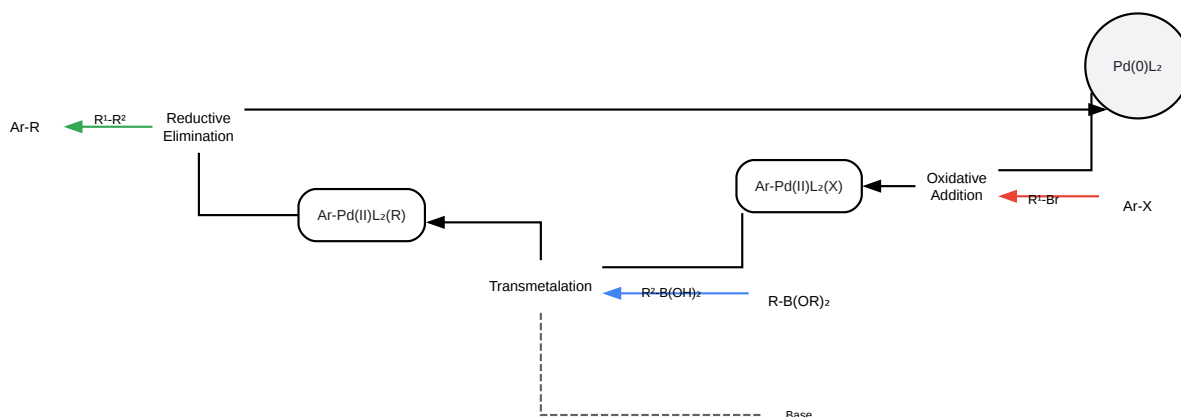 Pd(0)L₂
R¹-R²
Ar-R
Reductive
Elimination
Ar-Pd(II)L₂(X)
Oxidative
Addition
R¹-Br
Ar-X
Ar-Pd(II)L₂(R)
Transmetalation
R²-B(OH)₂
R-B(OR)₂
Base